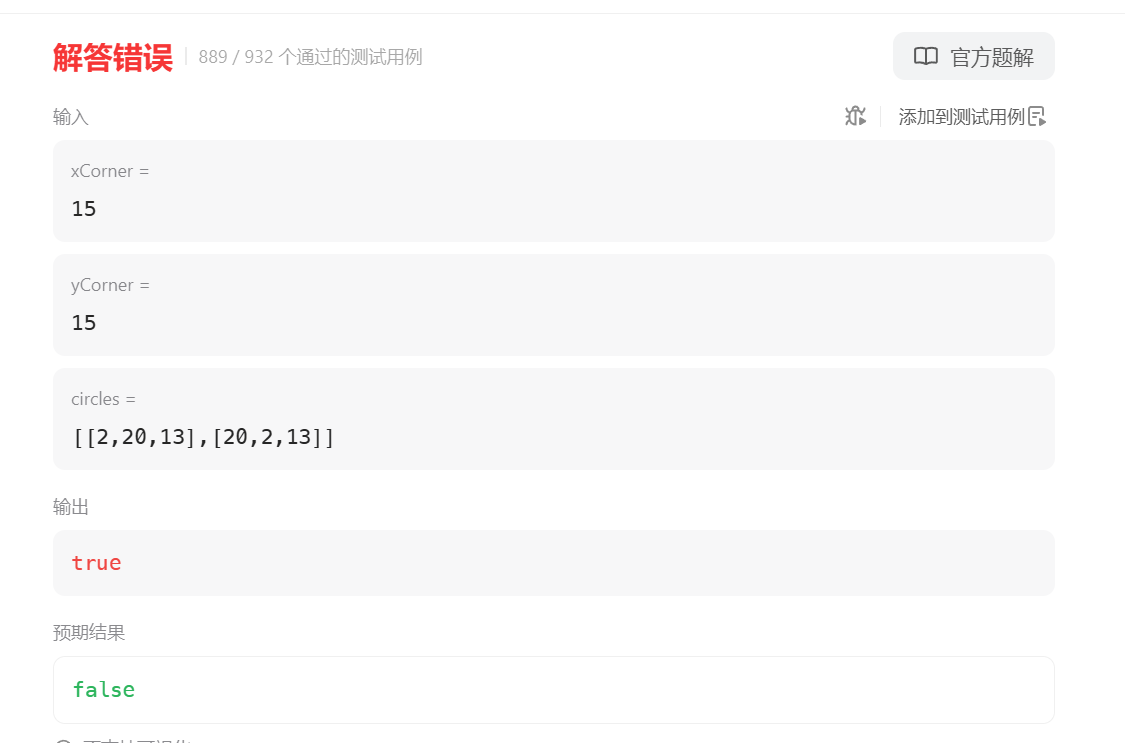 解答错误 889 / 932 个通过的测试用例 官方题解
输入 添加到测试用例
xCorner =
15
yCorner =
15
circles =
[[2,20,13],[20,2,13]]
输出
true
预期结果
false